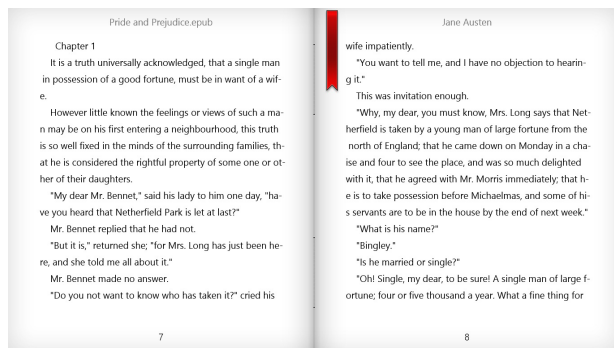 Pride and Prejudice.epub
Chapter 1
It is a truth universally acknowledged, that a single man
in possession of a good fortune, must be in want of a wif-
e.
However little known the feelings or views of such a ma-
n may be on his first entering a neighbourhood, this truth
is so well fixed in the minds of the surrounding families, th-
at he is considered the rightful property of some one or ot-
her of their daughters.
"My dear Mr. Bennet," said his lady to him one day, "ha-
ve you heard that Netherfield Park is let at last?"
Mr. Bennet replied that he had not.
"But it is," returned she; "for Mrs. Long has just been he-
re, and she told me all about it."
Mr. Bennet made no answer.
"Do you not want to know who has taken it?" cried his
7
Jane Austen
wife impatiently.
"You want to tell me, and I have no objection to hearin-
g it."
This was invitation enough.
"Why, my dear, you must know, Mrs. Long says that Net-
herfield is taken by a young man of large fortune from the
north of England; that he came down on Monday in a cha-
ise and four to see the place, and was so much delighted
with it, that he agreed with Mr. Morris immediately; that h-
e is to take possession before Michaelmas, and some of hi-
s servants are to be in the house by the end of next week."
"What is his name?"
"Bingley."
"Is he married or single?"
"Oh! Single, my dear, to be sure! A single man of large f-
ortune; four or five thousand a year. What a fine thing for
8